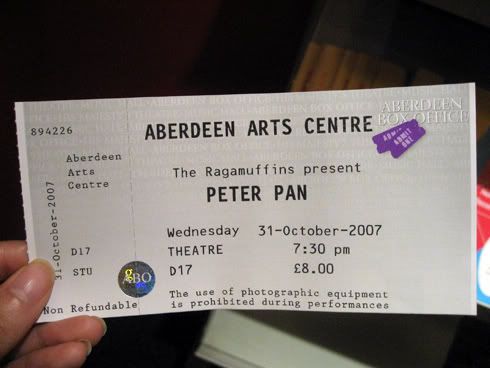 894226
Aberdeen
Arts
Centre
31-October-2007
D17
STU
Non Refundable
ABERDEEN ARTS CENTRE
The Ragamuffins present
PETER PAN
Wednesday 31-October-2007
THEATRE 7:30 pm
D17 £8.00
The use of photographic equipment
is prohibited during performances
ABERDEEN
BOX OFFICE
ADMIT
ONE
ABO